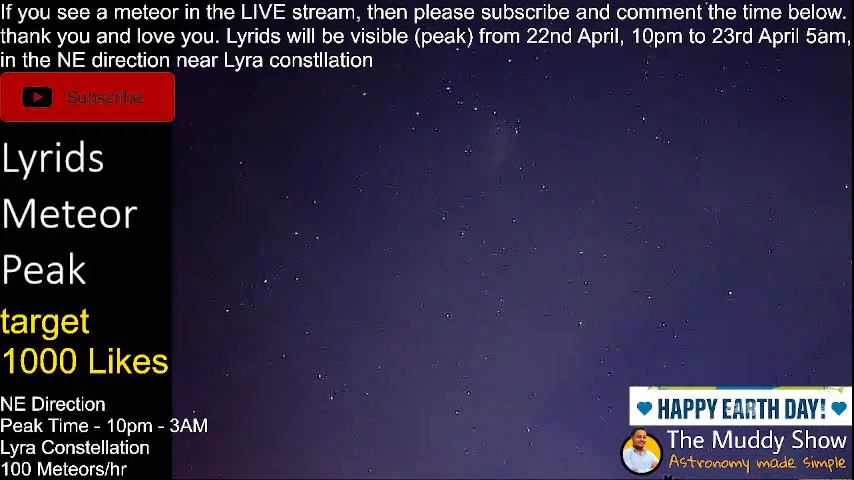 If you see a meteor in the LIVE stream, then please subscribe and comment the time below.
thank you and love you. Lyrids will be visible (peak) from 22nd April, 10pm to 23rd April 5am,
in the NE direction near Lyra constllation
Subscribe
Lyrids
Meteor
Peak
target
1000 Likes
NE Direction
Peak Time - 10pm - 3AM
Lyra Constellation
100 Meteors/hr
HAPPY EARTH DAY!
The Muddy Show
Astronomy made simple